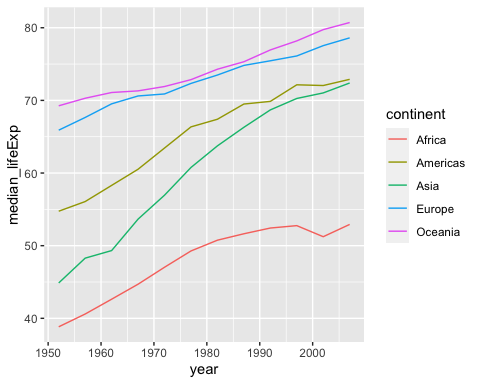 80
70
60
50
40
median_lifeExp
1950 1960 1970 1980 1990 2000
year
continent
Africa
Americas
Asia
Europe
Oceania